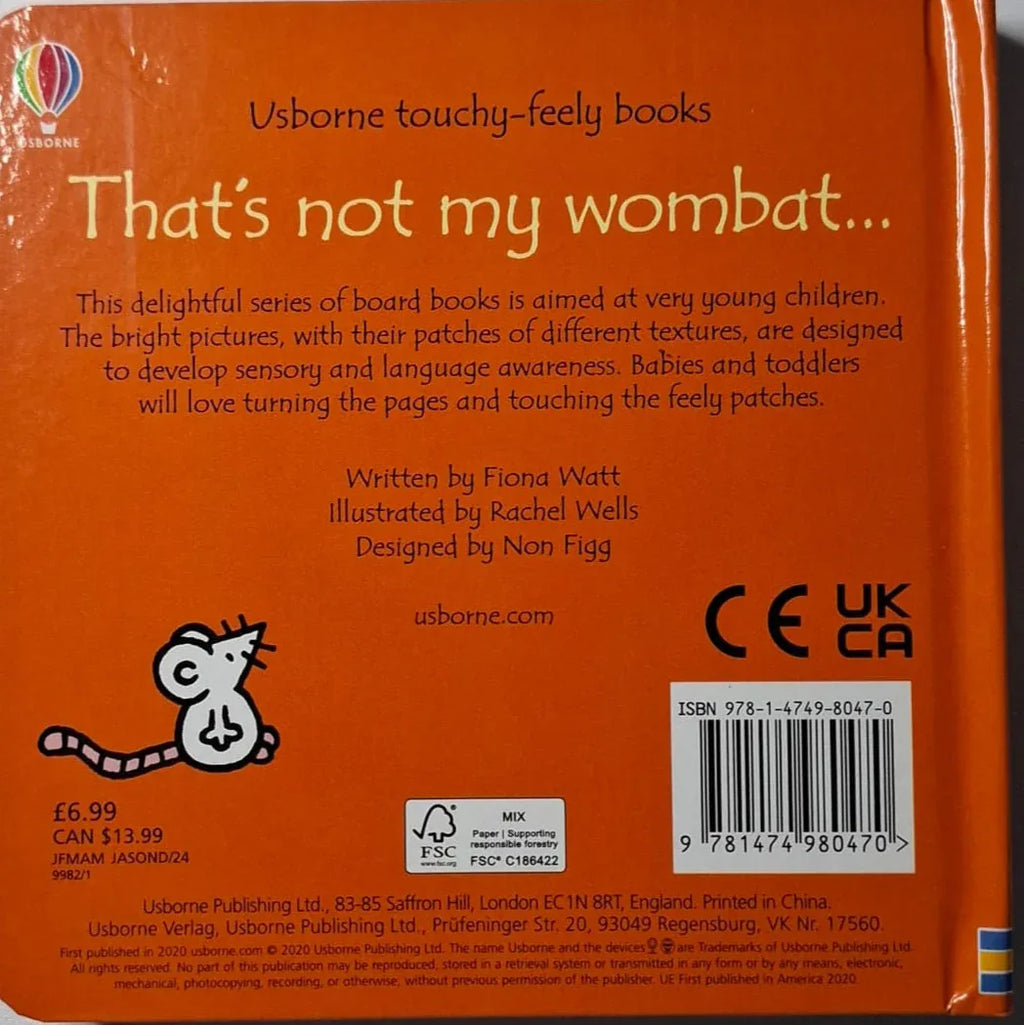 USBORNE
Usborne touchy-feely books
That's not my wombat...
This delightful series of board books is aimed at very young children.
The bright pictures, with their patches of different textures, are designed
to develop sensory and language awareness. Babies and toddlers
will love turning the pages and touching the feely patches.
Written by Fiona Watt
Illustrated by Rachel Wells
Designed by Non Figg
usborne.com
CE UK
CA
ISBN 978-1-4749-8047-0
9 781474 980470 >
£6.99
CAN $13.99
JFMAM JASOND/24
9982/1
FSC
www.fsc.org
MIX
Paper | Supporting
responsible forestry
FSC® C186422
Usborne Publishing Ltd., 83-85 Saffron Hill, London EC1N 8RT, England. Printed in China.
Usborne Verlag, Usborne Publishing Ltd., Prüfeninger Str. 20, 93049 Regensburg, VK Nr. 17560.
First published in 2020 usborne.com © 2020 Usborne Publishing Ltd. The name Usborne and the devices are Trademarks of Usborne Publishing Ltd.
All rights reserved. No part of this publication may be reproduced, stored in a retrieval system or transmitted in any form or by any means, electronic,
mechanical, photocopying, recording, or otherwise, without previous permission of the publisher. UE First published in America 2020.